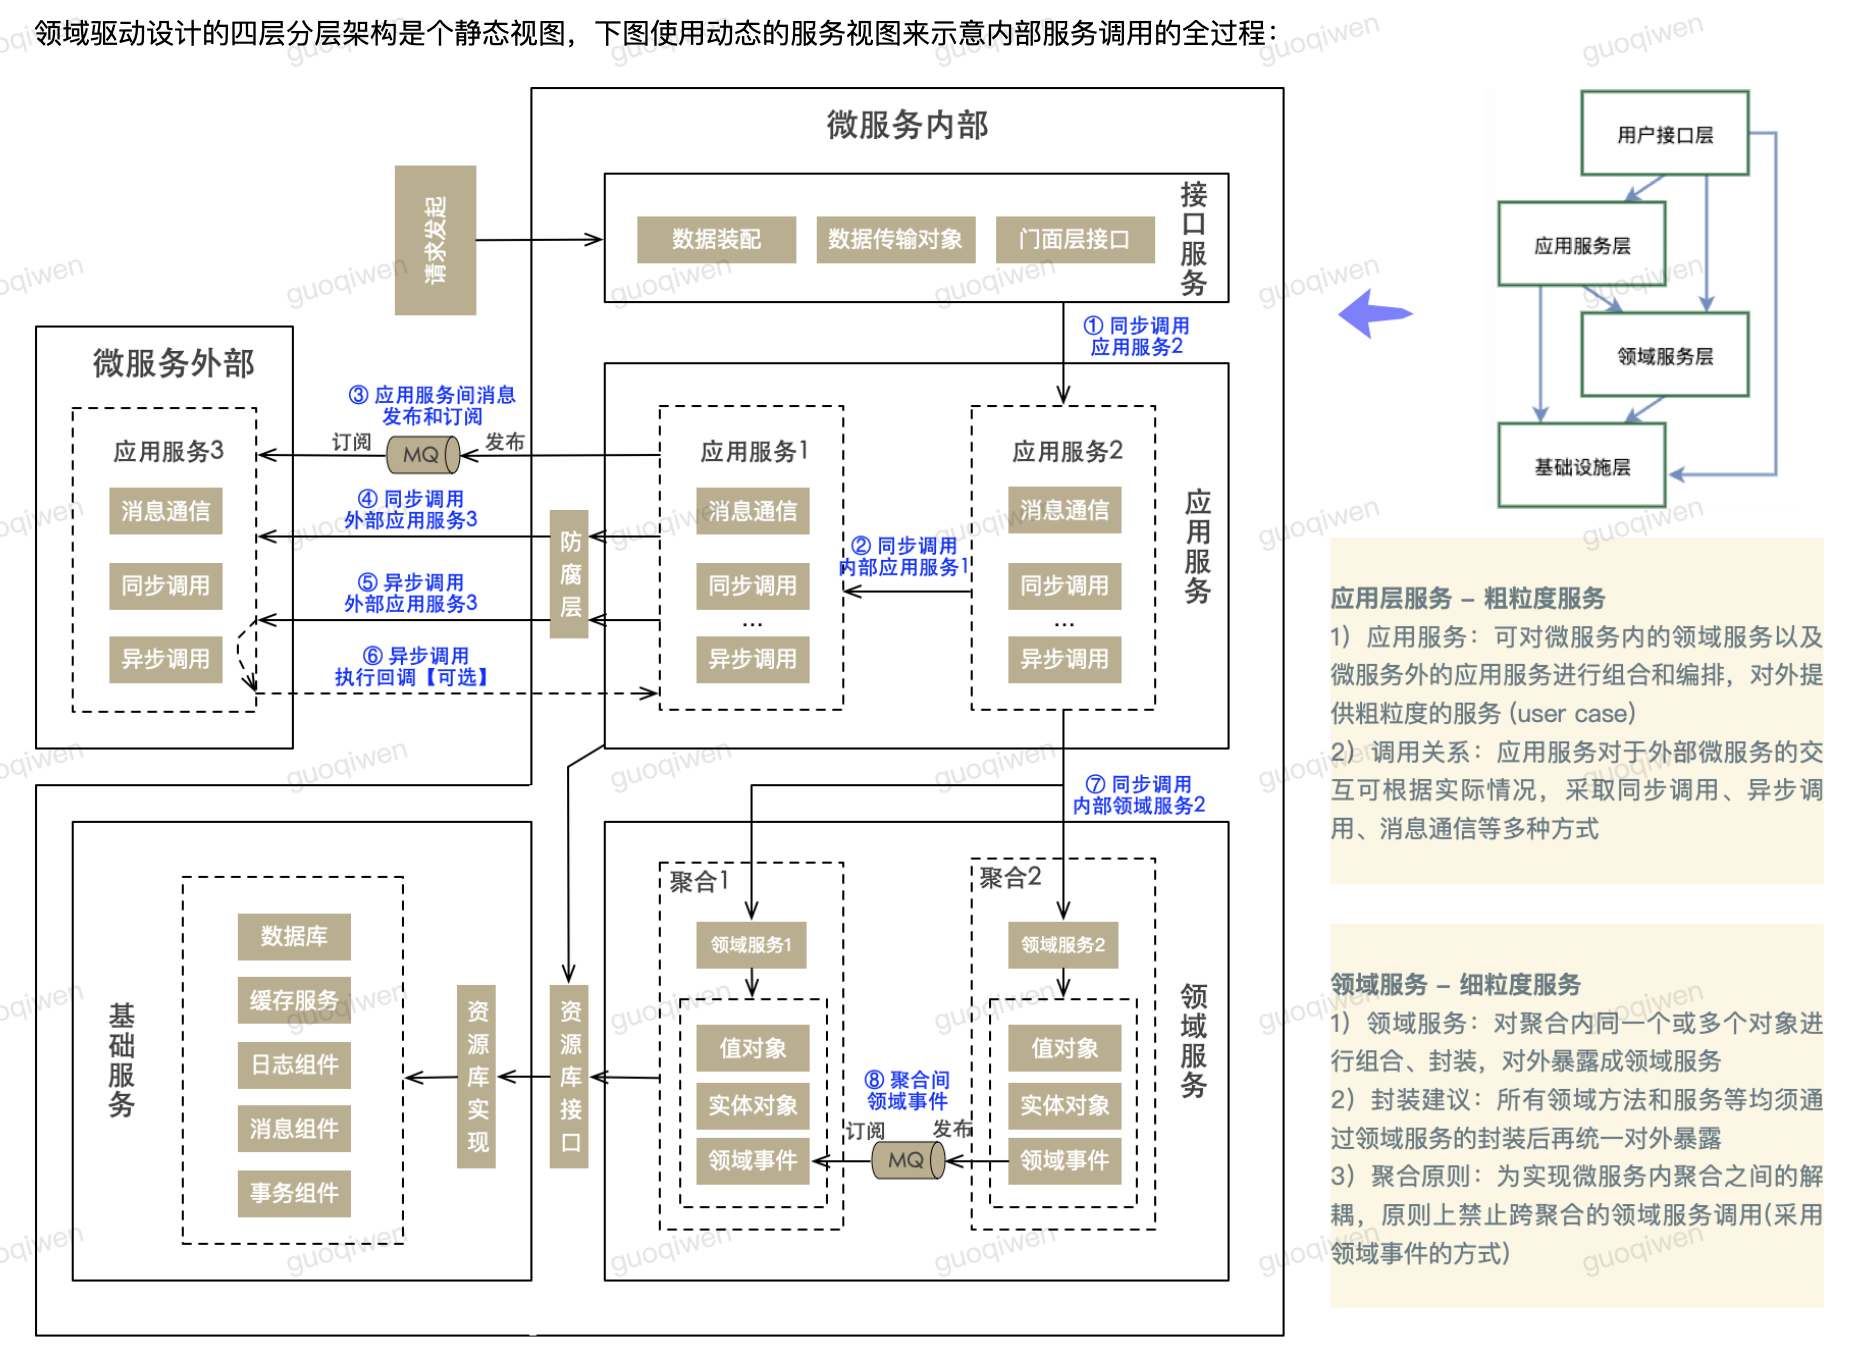 领域驱动设计的四层分层架构是个静态视图，下图使用动态的服务视图来示意内部服务调用的全过程：
微服务内部
请求发起
数据装配
数据传输对象
门面层接口
接口服务
① 同步调用
应用服务2
微服务外部
应用服务3
消息通信
同步调用
异步调用
③ 应用服务间消息
发布和订阅
订阅
MQ
发布
④ 同步调用
外部应用服务3
⑤ 异步调用
外部应用服务3
⑥ 异步调用
执行回调【可选】
防腐层
应用服务1
消息通信
同步调用
...
异步调用
② 同步调用
内部应用服务1
应用服务2
消息通信
同步调用
...
异步调用
应用服务
⑦ 同步调用
内部领域服务2
基础服务
数据库
缓存服务
日志组件
消息组件
事务组件
资源库实现
资源库接口
聚合1
领域服务1
值对象
实体对象
领域事件
⑧ 聚合间
领域事件
订阅
MQ
发布
聚合2
领域服务2
值对象
实体对象
领域事件
领域服务
用户接口层
应用服务层
领域服务层
基础设施层
应用层服务 – 粗粒度服务
1）应用服务：可对微服务内的领域服务以及
微服务外的应用服务进行组合和编排，对外提
供粗粒度的服务 (user case)
2）调用关系：应用服务对于外部微服务的交
互可根据实际情况，采取同步调用、异步调
用、消息通信等多种方式
领域服务 – 细粒度服务
1）领域服务：对聚合内同一个或多个对象进
行组合、封装，对外暴露成领域服务
2）封装建议：所有领域方法和服务等均须通
过领域服务的封装后再统一对外暴露
3）聚合原则：为实现微服务内聚合之间的解
耦，原则上禁止跨聚合的领域服务调用(采用
领域事件的方式)
guoqiwen